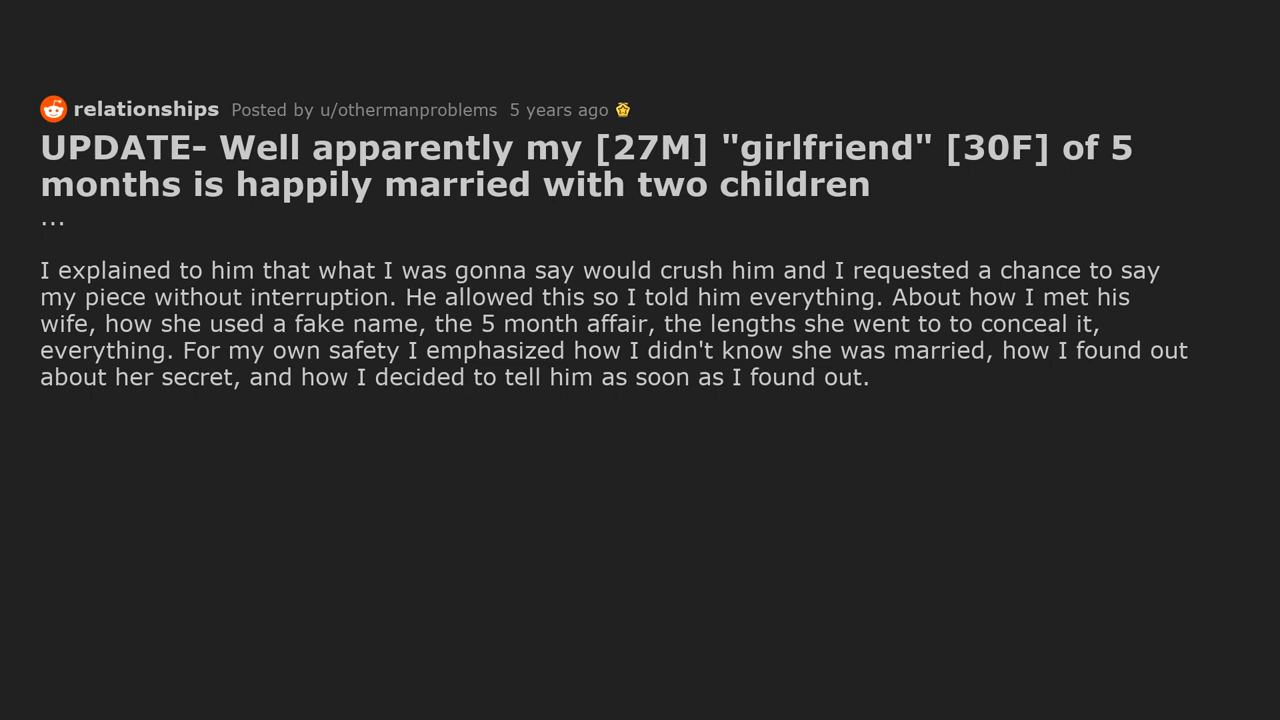 relationships Posted by u/othermanproblems 5 years ago
UPDATE- Well apparently my [27M] "girlfriend" [30F] of 5
months is happily married with two children
...
I explained to him that what I was gonna say would crush him and I requested a chance to say
my piece without interruption. He allowed this so I told him everything. About how I met his
wife, how she used a fake name, the 5 month affair, the lengths she went to to conceal it,
everything. For my own safety I emphasized how I didn't know she was married, how I found out
about her secret, and how I decided to tell him as soon as I found out.